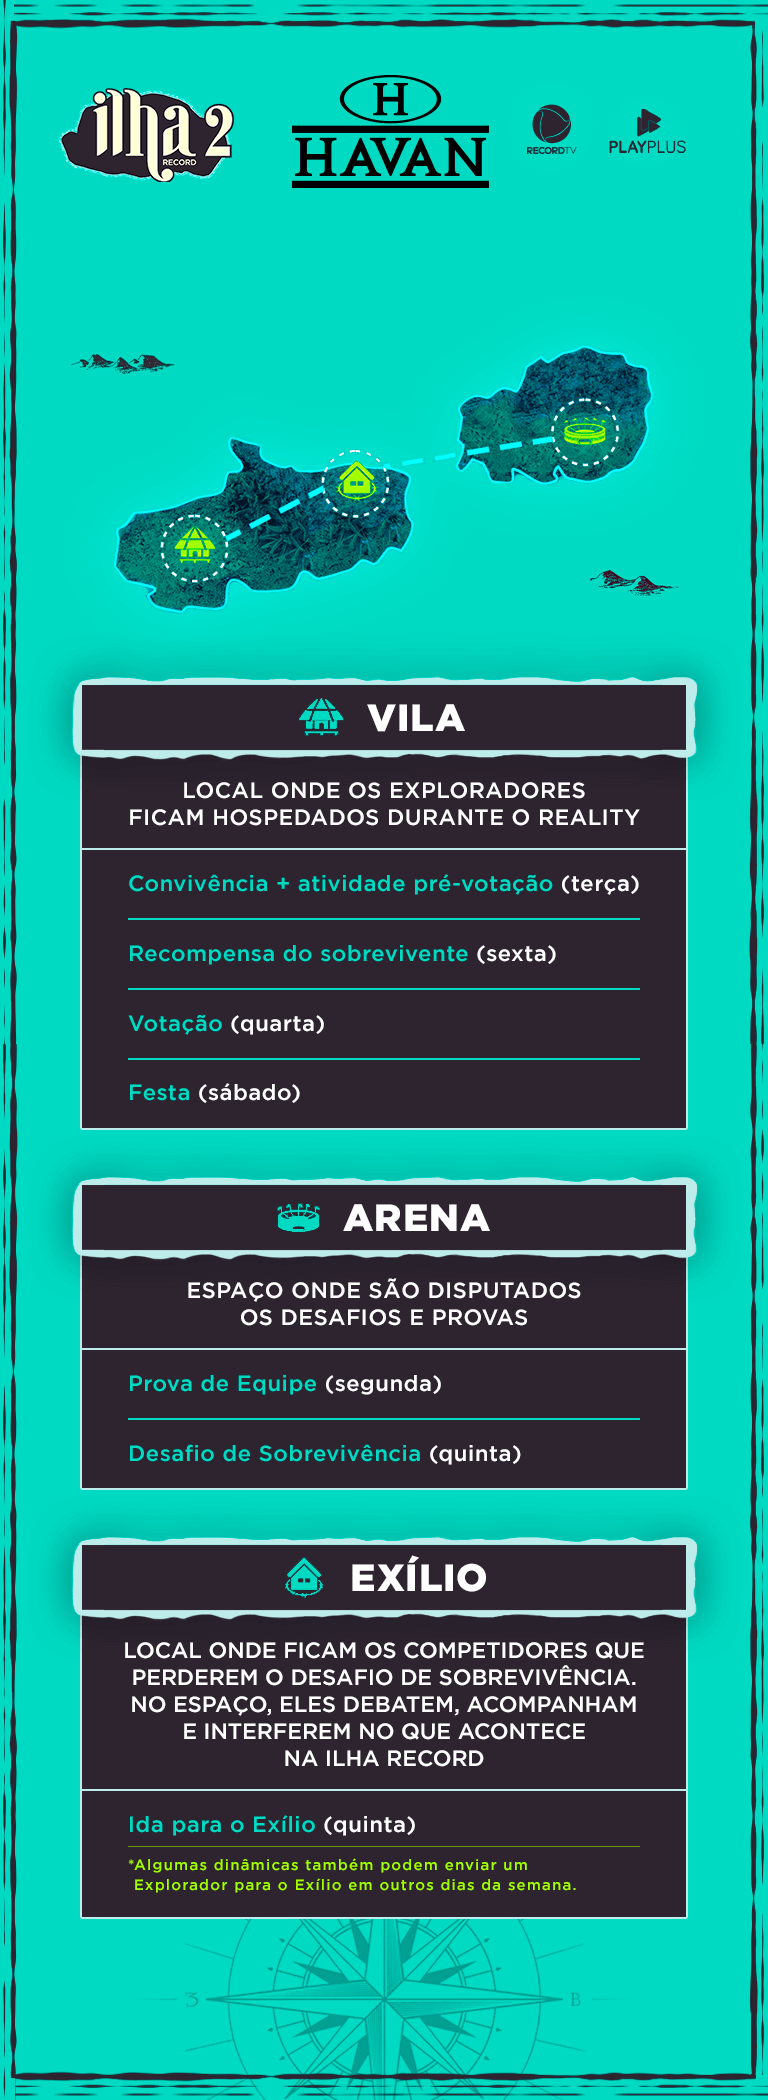 ilha 2
RECORD
H
HAVAN
RECORDTV
PLAYPLUS
VILA
LOCAL ONDE OS EXPLORADORES
FICAM HOSPEDADOS DURANTE O REALITY
Convivência + atividade pré-votação (terça)
Recompensa do sobrevivente (sexta)
Votação (quarta)
Festa (sábado)
ARENA
ESPAÇO ONDE SÃO DISPUTADOS
OS DESAFIOS E PROVAS
Prova de Equipe (segunda)
Desafio de Sobrevivência (quinta)
EXÍLIO
LOCAL ONDE FICAM OS COMPETIDORES QUE
PERDEREM O DESAFIO DE SOBREVIVÊNCIA.
NO ESPAÇO, ELES DEBATEM, ACOMPANHAM
E INTERFEREM NO QUE ACONTECE
NA ILHA RECORD
Ida para o Exílio (quinta)
*Algumas dinâmicas também podem enviar um
Explorador para o Exílio em outros dias da semana.